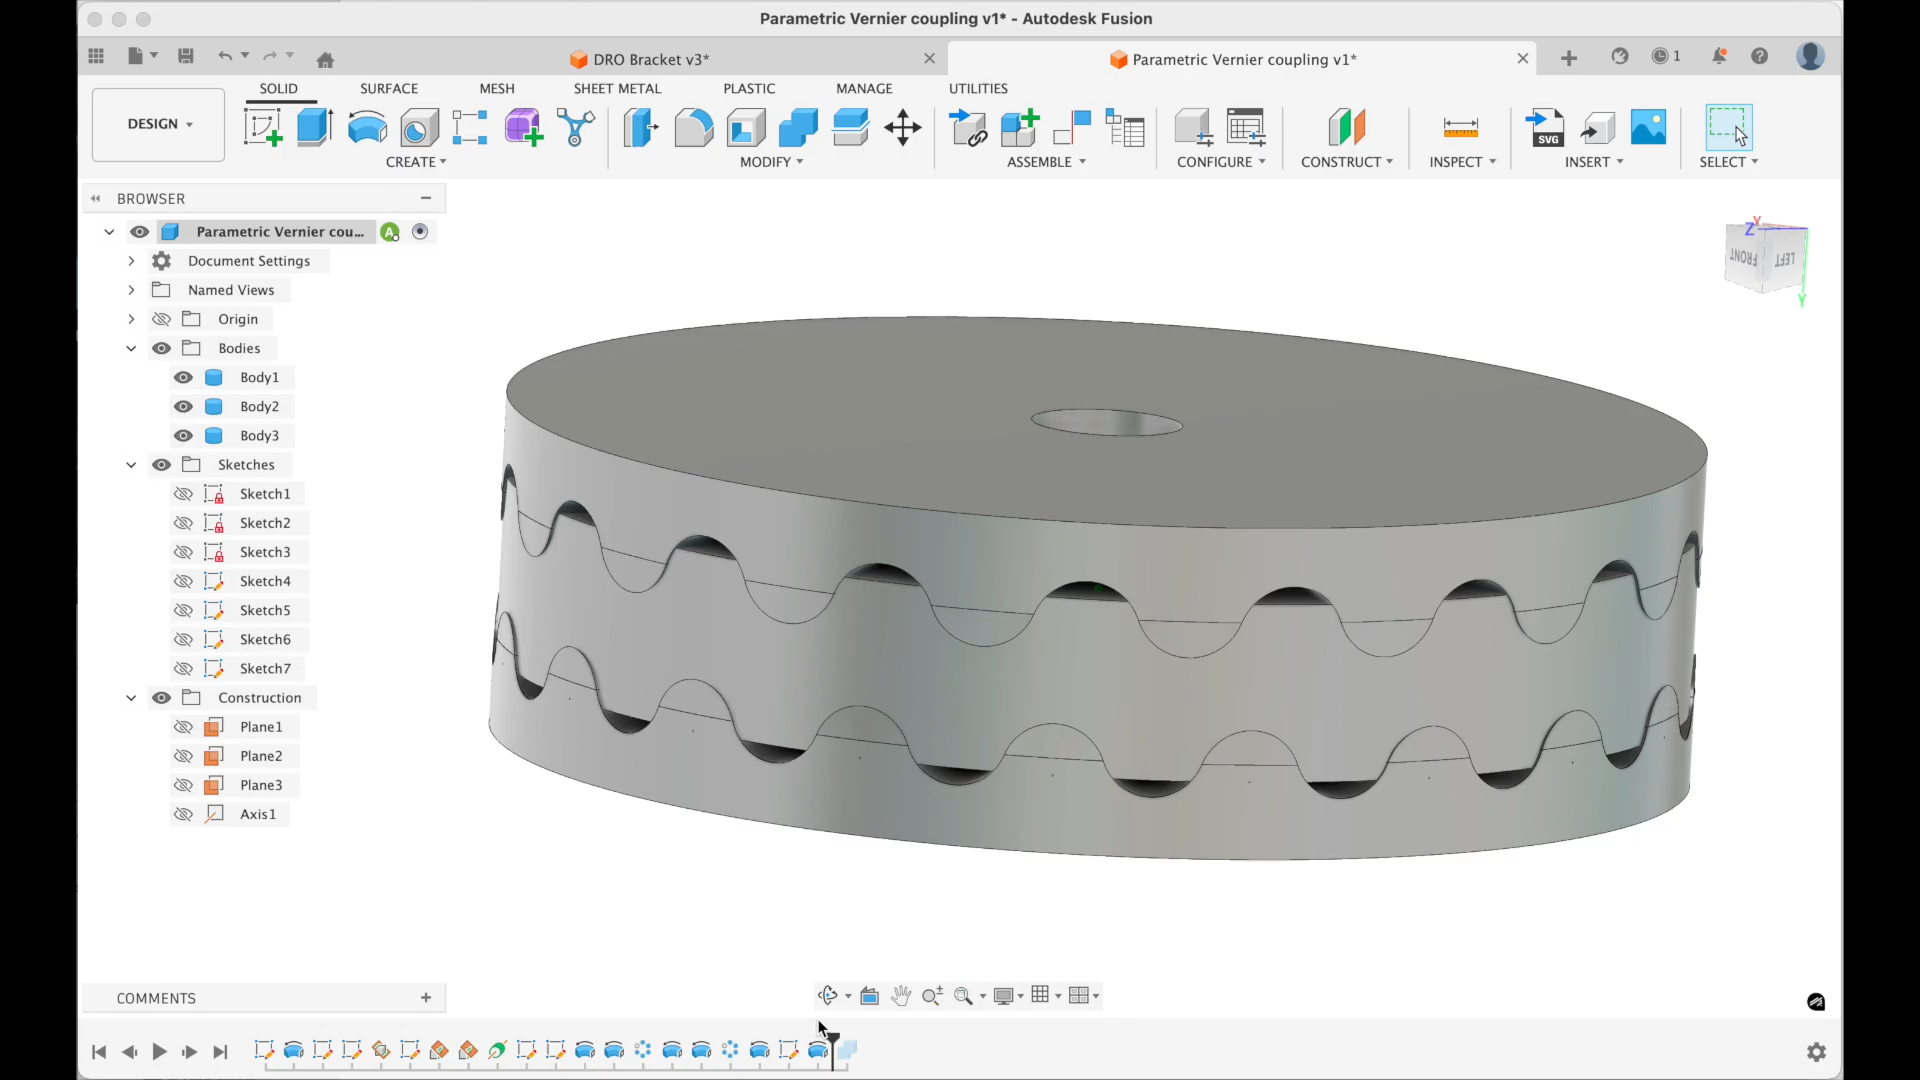 Parametric Vernier coupling v1* - Autodesk Fusion
DRO Bracket v3*
Parametric Vernier coupling v1*
1
SOLID
SURFACE
MESH
SHEET METAL
PLASTIC
MANAGE
UTILITIES
DESIGN
CREATE
MODIFY
ASSEMBLE
CONFIGURE
CONSTRUCT
INSPECT
SVG
INSERT
SELECT
BROWSER
Parametric Vernier cou...
A
Document Settings
Named Views
Origin
Bodies
Body1
Body2
Body3
Sketches
Sketch1
Sketch2
Sketch3
Sketch4
Sketch5
Sketch6
Sketch7
Construction
Plane1
Plane2
Plane3
Axis1
Z
Y
FRONT
LEFT
Y
COMMENTS